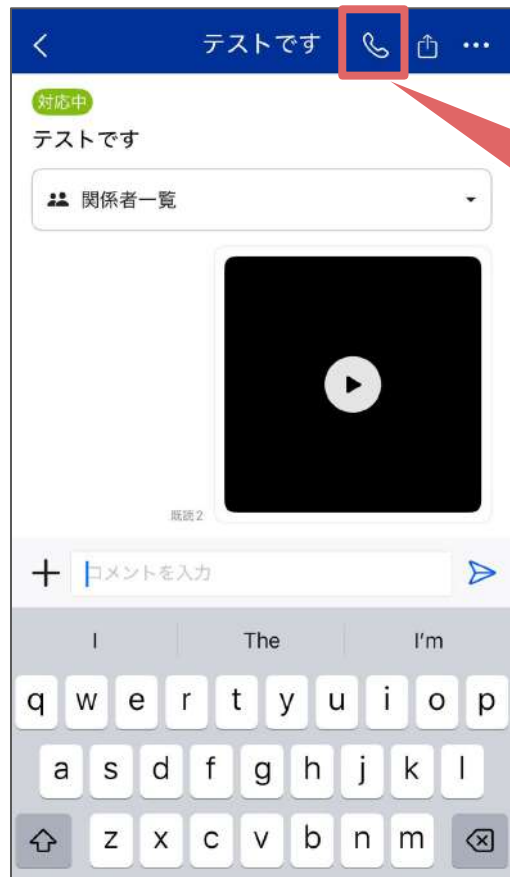 テストです
対応中
テストです
関係者一覧
既読2
コメントを入力
I The I'm
q w e r t y u i o p
a s d f g h j k l
z x c v b n m